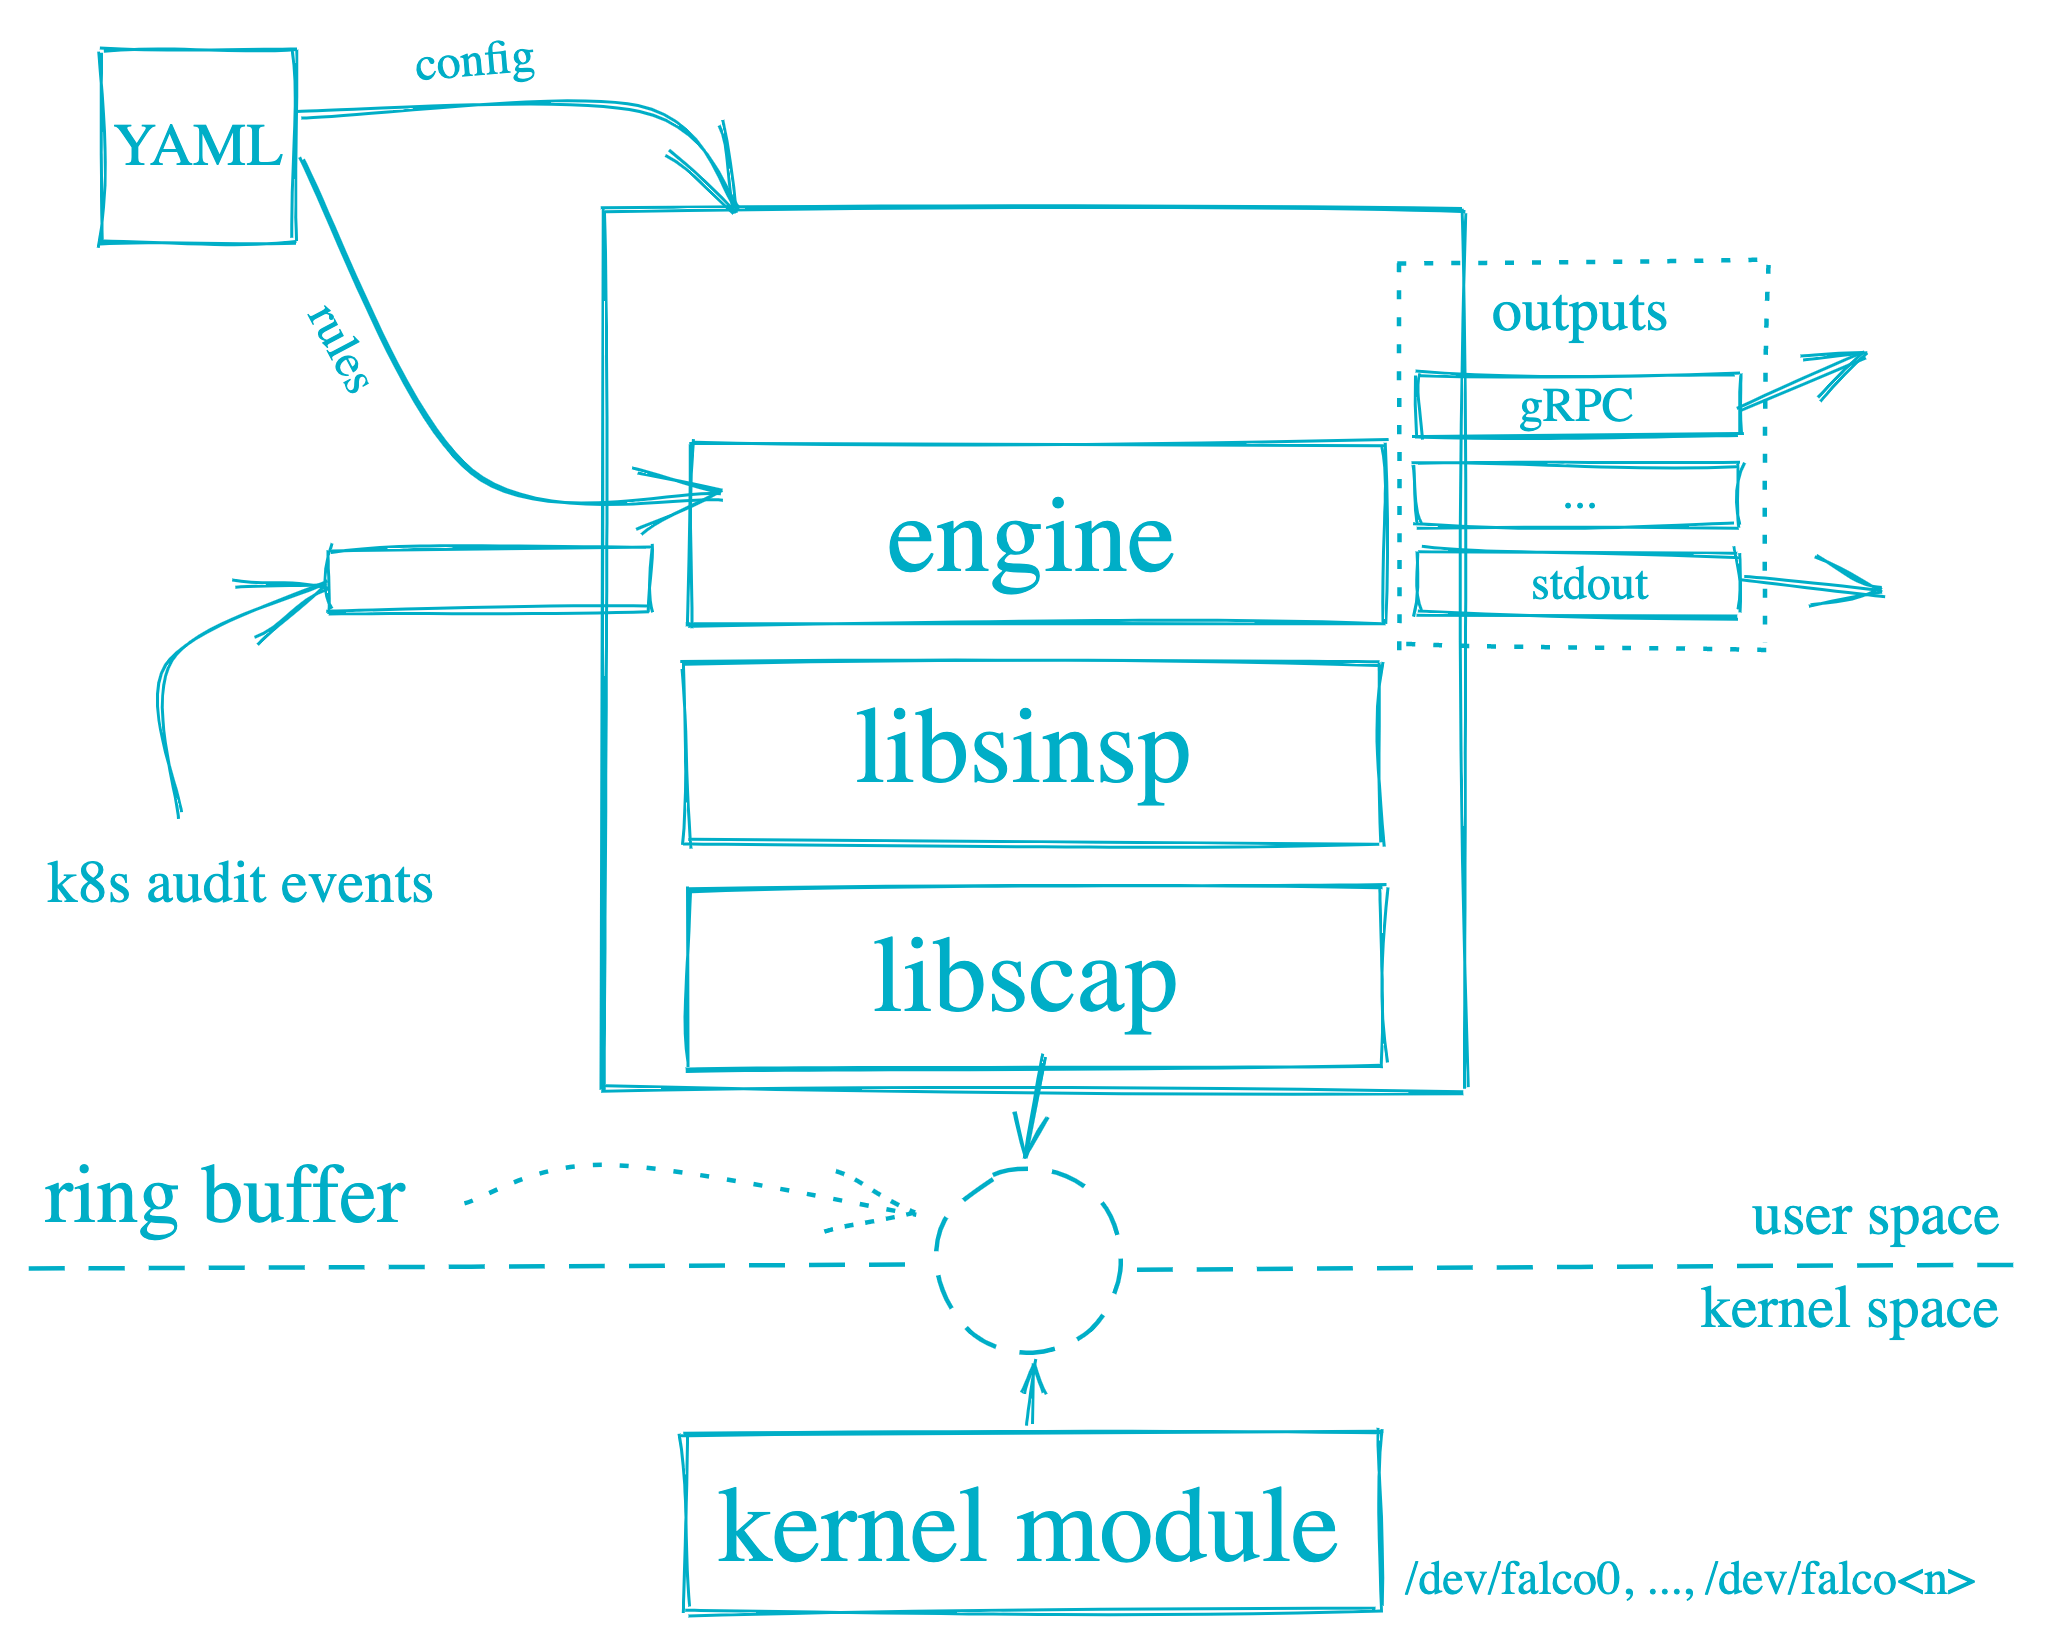 config
YAML
rules
outputs
gRPC
...
engine
stdout
libsinsp
k8s audit events
libscap
ring buffer
user space
kernel space
kernel module
/dev/falco0, ..., /dev/falco<n>